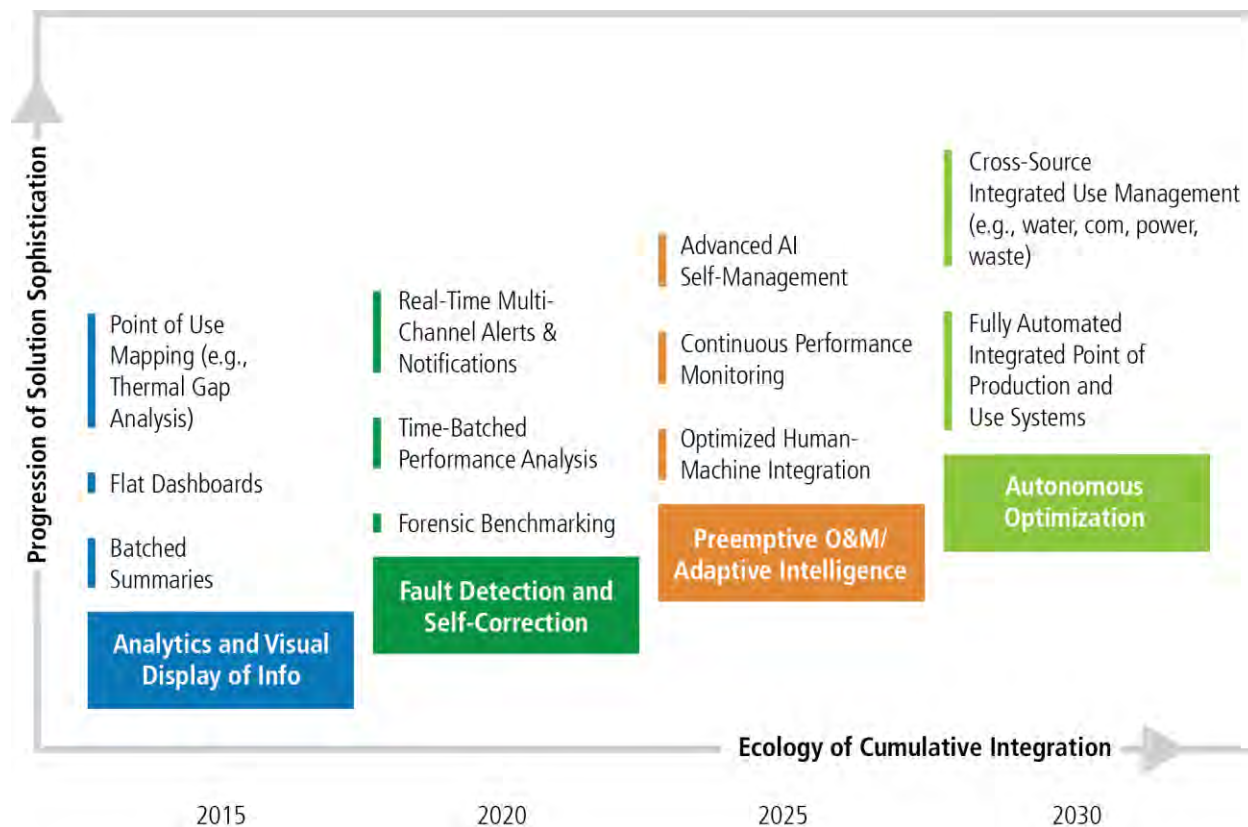 Progression of Solution Sophistication
Point of Use
Mapping (e.g.,
Thermal Gap
Analysis)
Flat Dashboards
Batched
Summaries
Analytics and Visual
Display of Info
Real-Time Multi-
Channel Alerts &
Notifications
Time-Batched
Performance Analysis
Forensic Benchmarking
Fault Detection and
Self-Correction
Advanced AI
Self-Management
Continuous Performance
Monitoring
Optimized Human-
Machine Integration
Preemptive O&M/
Adaptive Intelligence
Cross-Source
Integrated Use Management
(e.g., water, com, power,
waste)
Fully Automated
Integrated Point of
Production and
Use Systems
Autonomous
Optimization
Ecology of Cumulative Integration
2015
2020
2025
2030